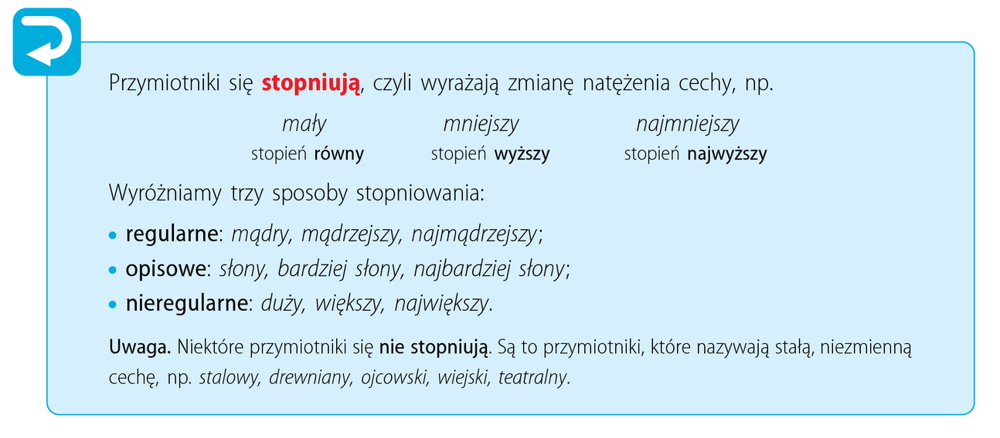 Przymiotniki się stopniują, czyli wyrażają zmianę natężenia cechy, np.
mały mniejszy najmniejszy
stopień równy stopień wyższy stopień najwyższy
Wyróżniamy trzy sposoby stopniowania:
• regularne: mądry, mądrzejszy, najmądrzejszy;
• opisowe: słony, bardziej słony, najbardziej słony;
• nieregularne: duży, większy, największy.
Uwaga. Niektóre przymiotniki się nie stopniują. Są to przymiotniki, które nazywają stałą, niezmienną
cechę, np. stalowy, drewniany, ojcowski, wiejski, teatralny.